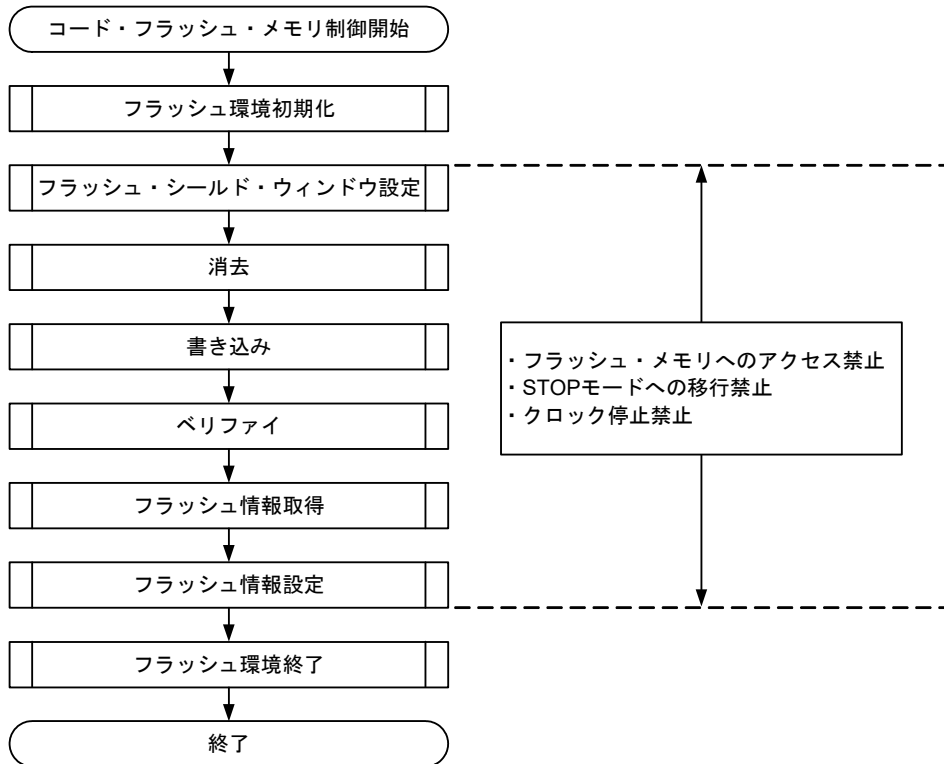 コード・フラッシュ・メモリ制御開始
フラッシュ環境初期化
フラッシュ・シールド・ウィンドウ設定
消去
書き込み
ベリファイ
フラッシュ情報取得
フラッシュ情報設定
フラッシュ環境終了
終了
・フラッシュ・メモリへのアクセス禁止
・STOPモードへの移行禁止
・クロック停止禁止